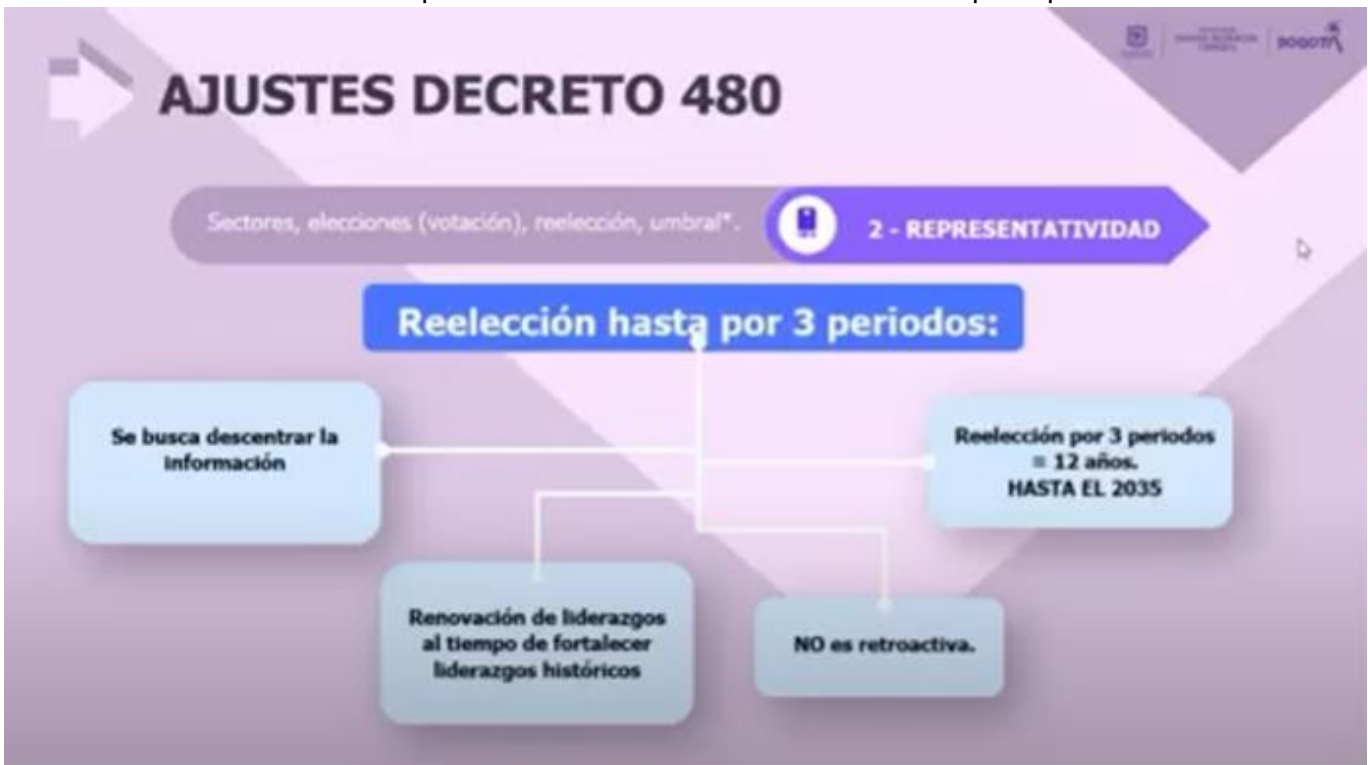 BOGOTÁ
AJUSTES DECRETO 480
Sectores, elecciones (votación), reelección, umbral*.
2 - REPRESENTATIVIDAD
Reelección hasta por 3 periodos:
Se busca descentrar la
información
Reelección por 3 periodos
= 12 años.
HASTA EL 2035
Renovación de liderazgos
al tiempo de fortalecer
liderazgos históricos
NO es retroactiva.